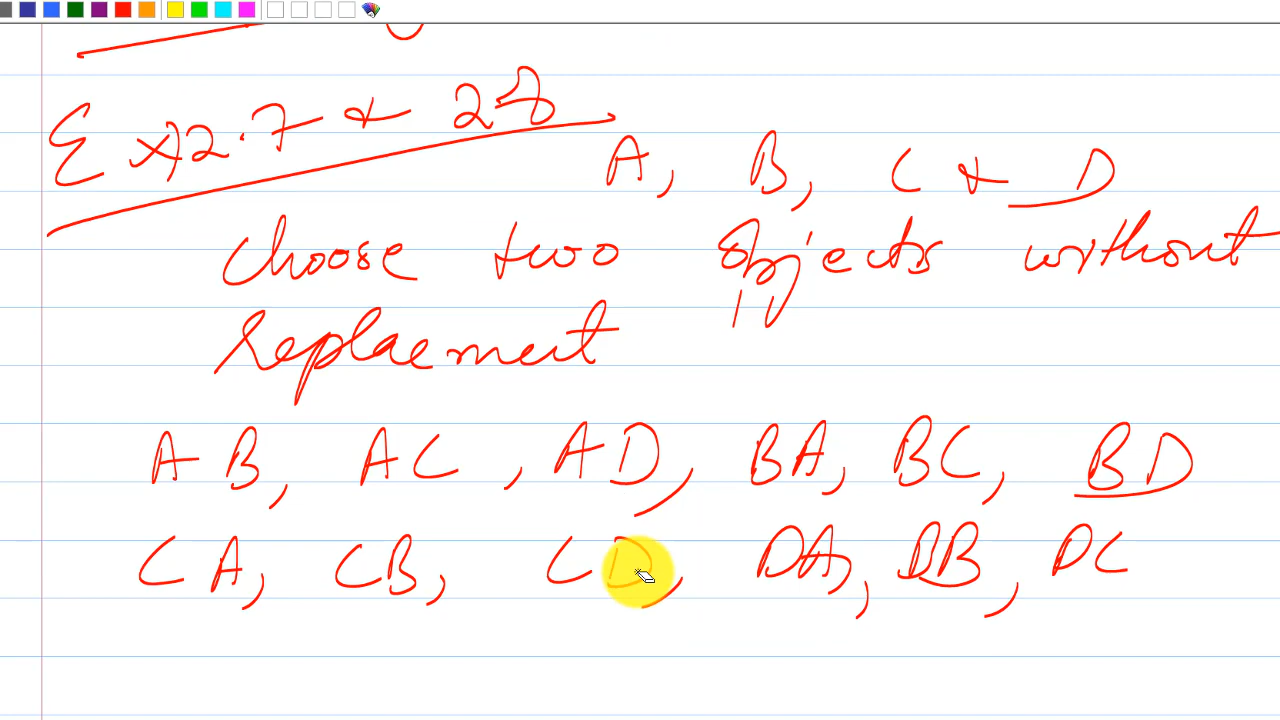 Ex) 2.7 & 2.8
A, B, C & D
Choose two objects without
replaement
AB, AC, AD, BA, BC, BD
CA, CB, CD, DA, DB, DC